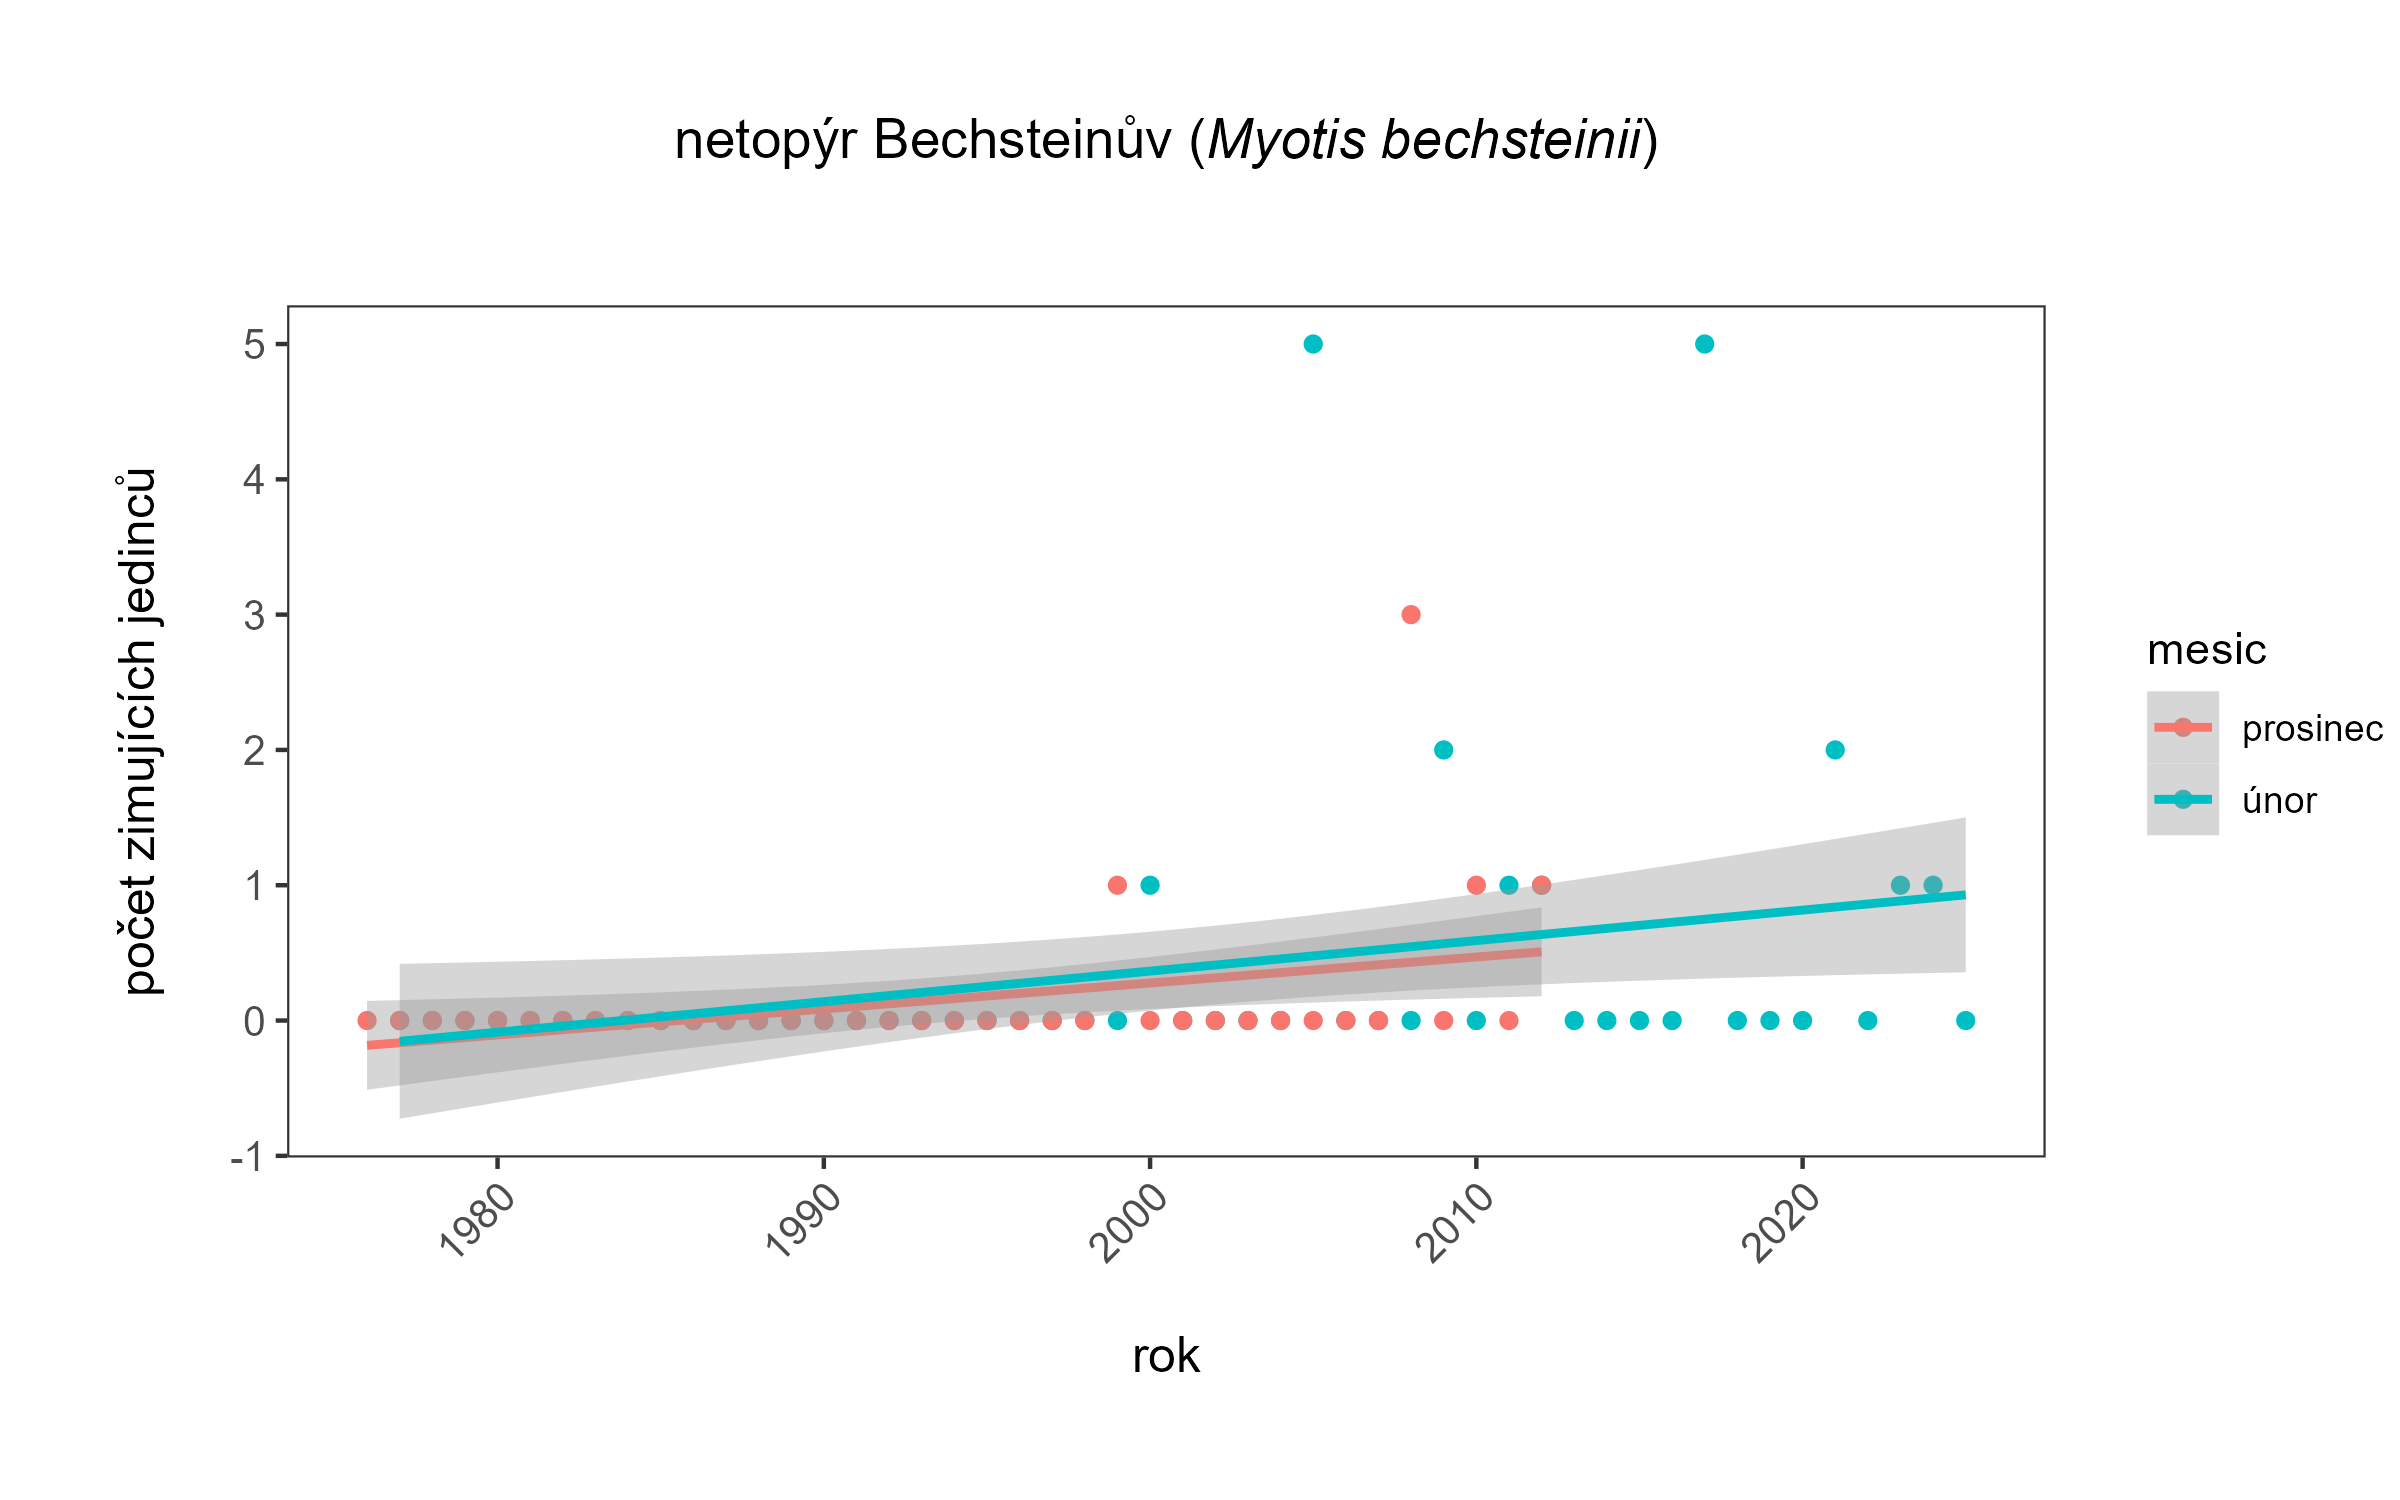 netopýr Bechsteinův (Myotis bechsteinii)
počet zimujících jedinců
5
4
3
2
1
0
-1
1980
1990
2000
2010
2020
rok
mesic
prosinec
únor